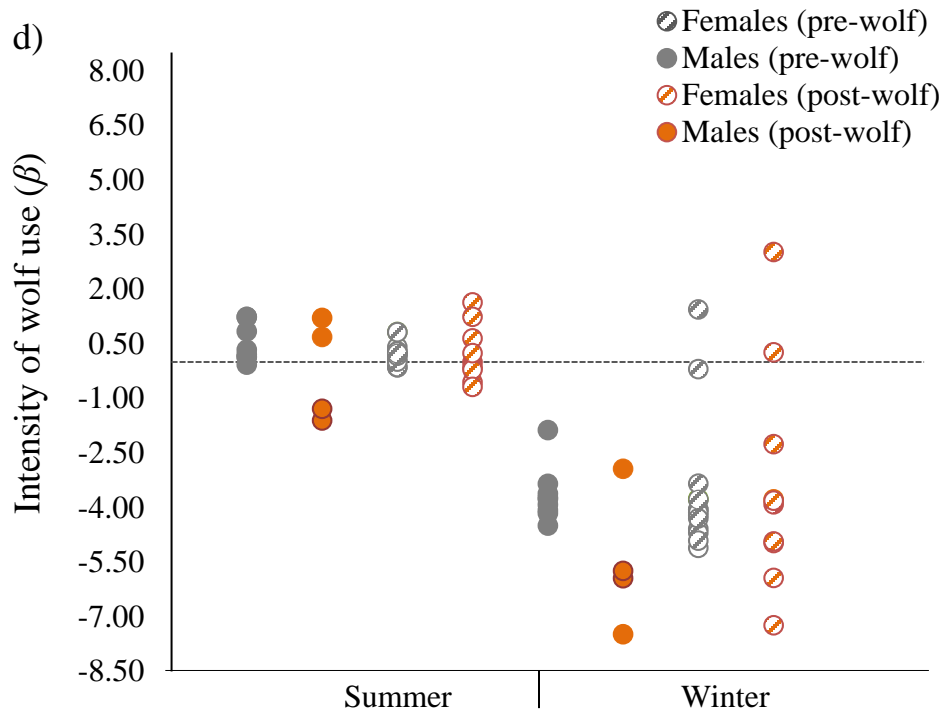 d)
Females (pre-wolf)
Males (pre-wolf)
Females (post-wolf)
Males (post-wolf)
Intensity of wolf use (β)
8.00
6.50
5.00
3.50
2.00
0.50
-1.00
-2.50
-4.00
-5.50
-7.00
-8.50
Summer Winter